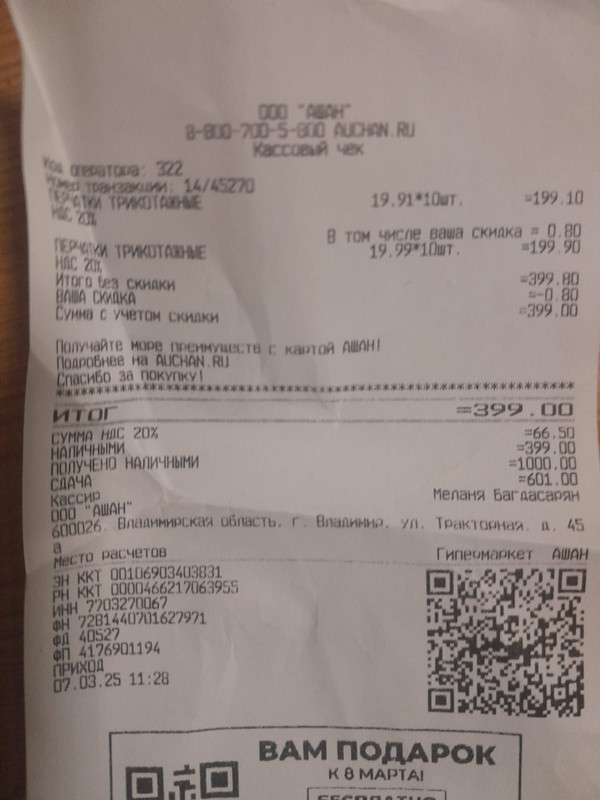 ООО "АШАН"
8-800-700-5-800 AUCHAN.RU
Кассовый чек
Код оператора: 322
Номер транзакции: 14/45270
ПЕРЧАТКИ ТРИКОТАЖНЫЕ 19.91*10шт. =199.10
НДС 20%
В том числе ваша скидка = 0.80
ПЕРЧАТКИ ТРИКОТАЖНЫЕ 19.99*10шт. =199.90
НДС 20%
Итого без скидки =399.80
ВАША СКИДКА =-0.80
Сумма с учетом скидки =399.00
Получайте море преимуществ с картой АШАН!
Подробнее на AUCHAN.RU
Спасибо за покупку!
ИТОГ =399.00
СУММА НДС 20% =66.50
НАЛИЧНЫМИ =399.00
ПОЛУЧЕНО НАЛИЧНЫМИ =1000.00
СДАЧА =601.00
Кассир Меланя Багдасарян
ООО "АШАН"
600026, Владимирская область, г. Владимир, ул. Тракторная, д. 45
а
Место расчетов Гипермаркет АШАН
ЗН ККТ 00106903403831
РН ККТ 0000466217063955
ИНН 7703270067
ФН 7281440701627971
ФД 40527
ФП 4176901194
ПРИХОД
07.03.25 11:28
ВАМ ПОДАРОК
К 8 МАРТА!
БЕСПЛАТНО